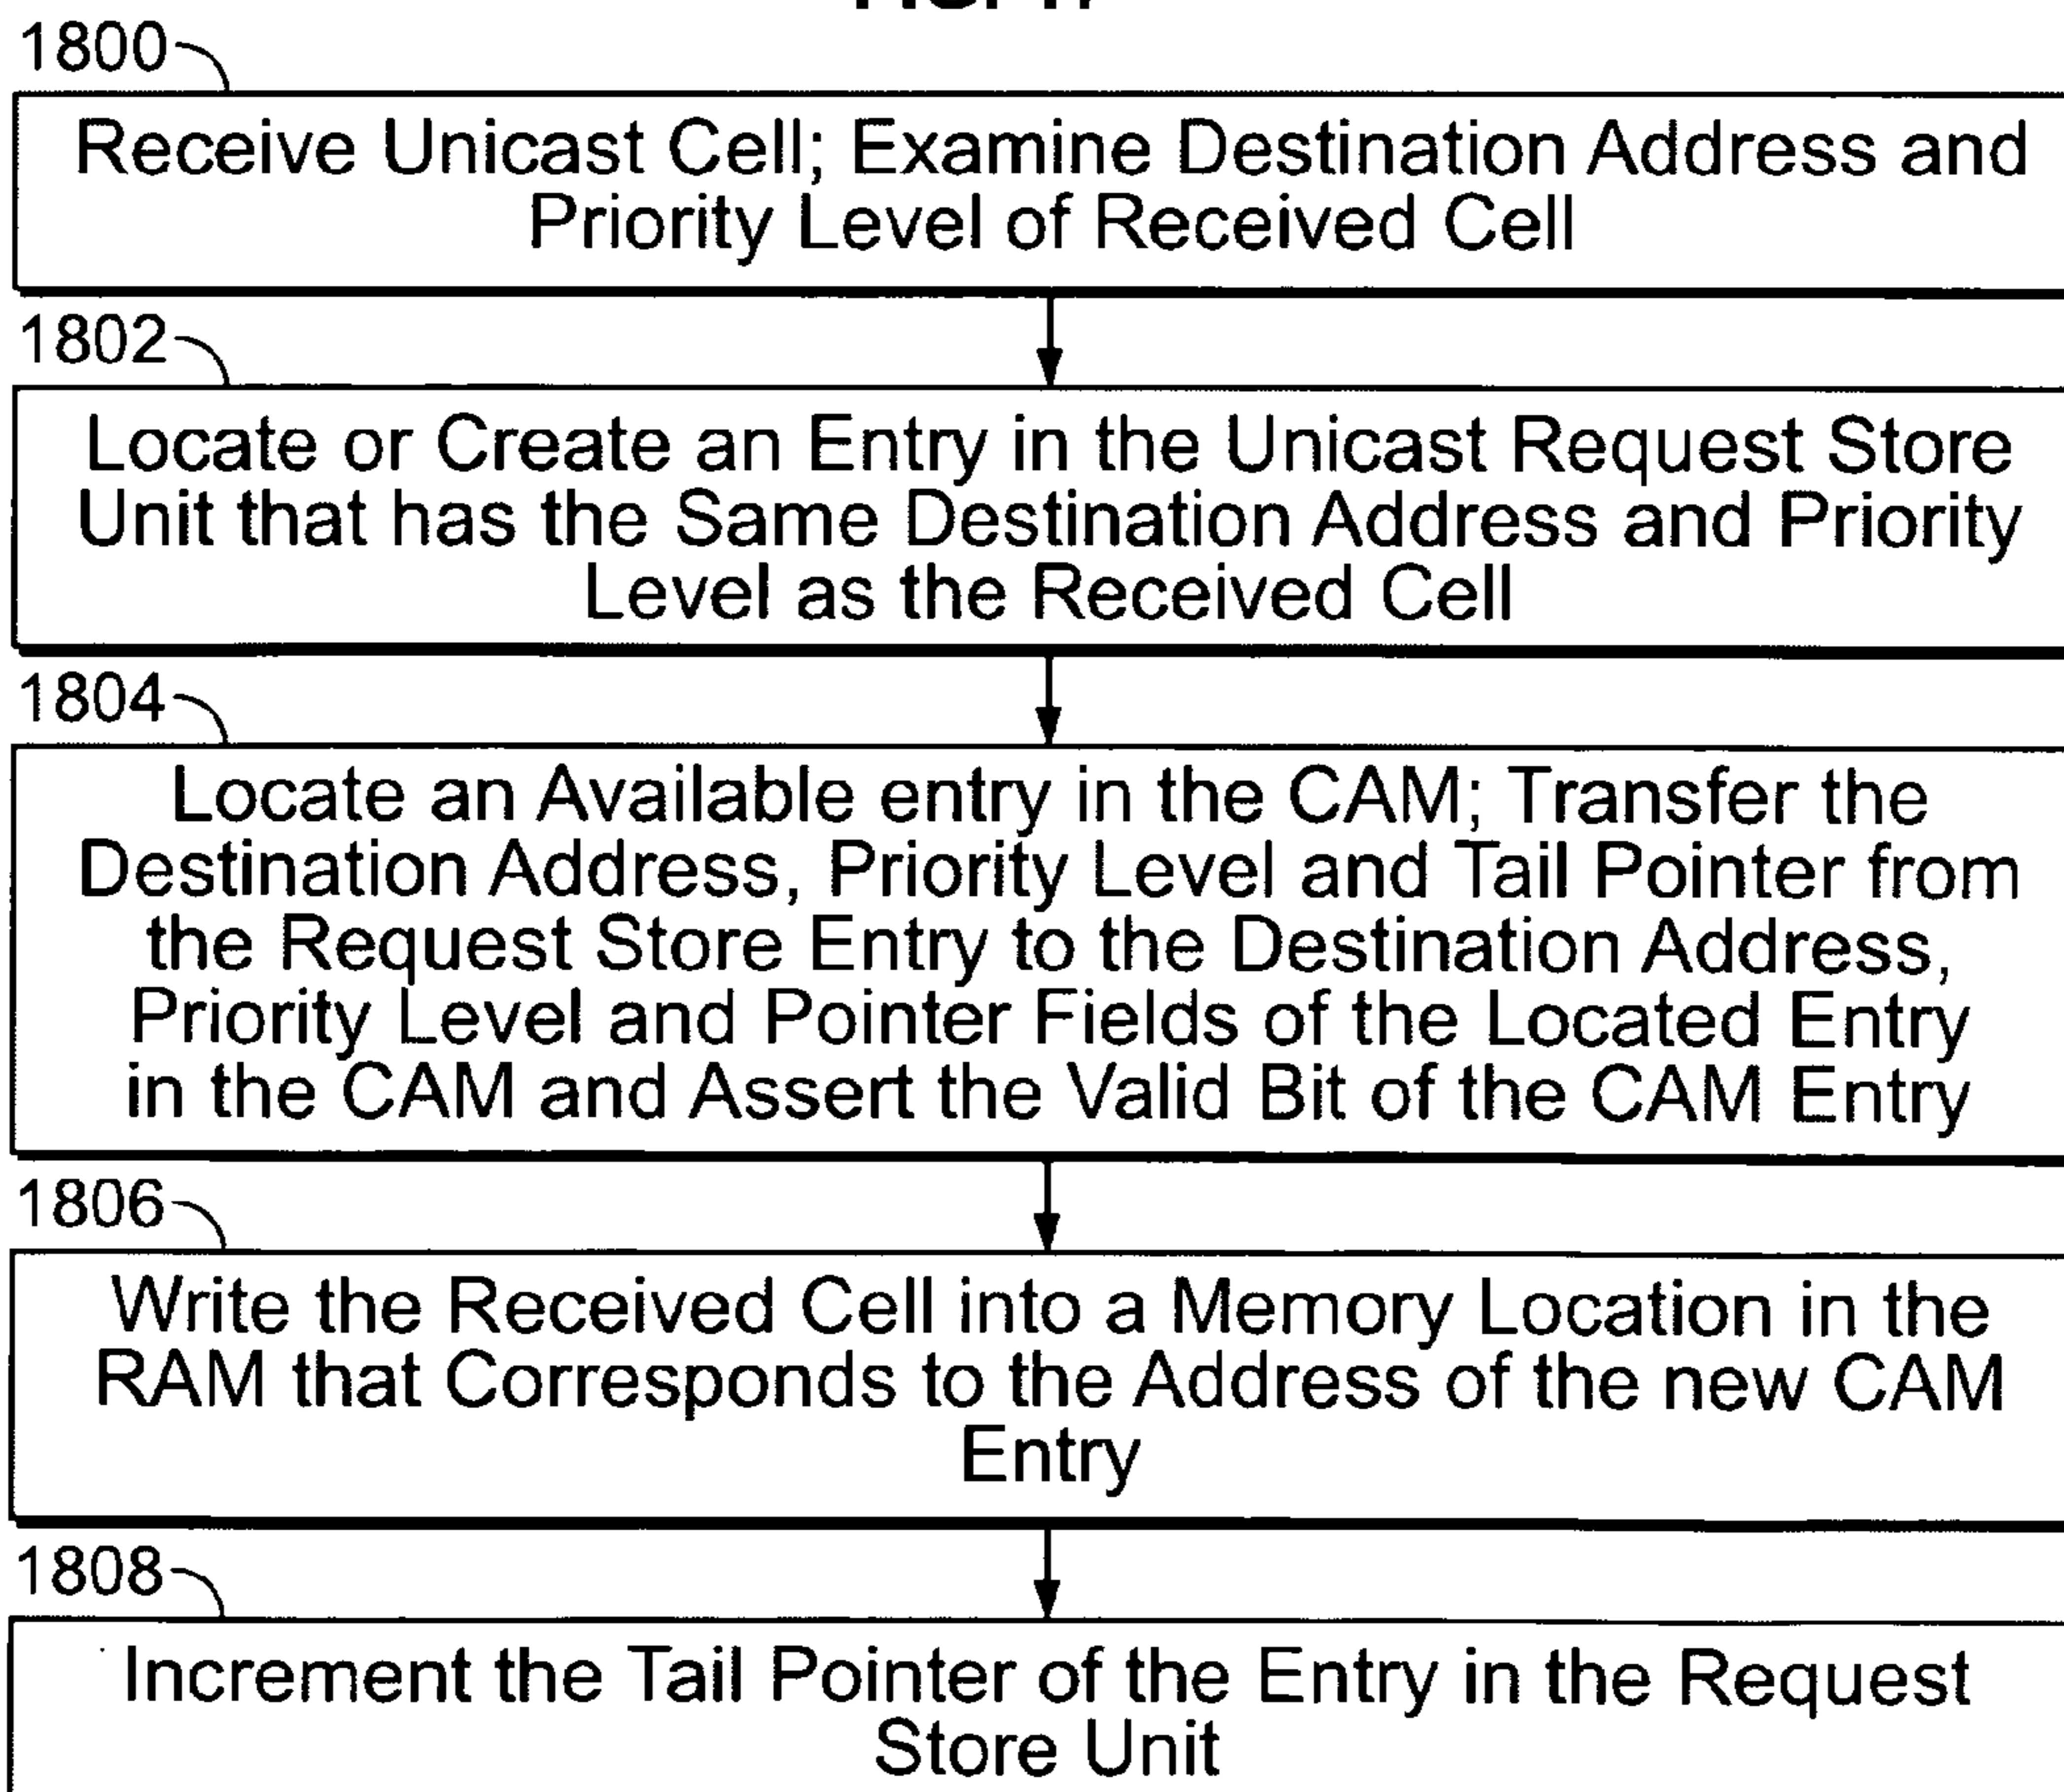 1800
Receive Unicast Cell; Examine Destination Address and
Priority Level of Received Cell
1802
Locate or Create an Entry in the Unicast Request Store
Unit that has the Same Destination Address and Priority
Level as the Received Cell
1804
Locate an Available entry in the CAM; Transfer the
Destination Address, Priority Level and Tail Pointer from
the Request Store Entry to the Destination Address,
Priority Level and Pointer Fields of the Located Entry
in the CAM and Assert the Valid Bit of the CAM Entry
1806
Write the Received Cell into a Memory Location in the
RAM that Corresponds to the Address of the new CAM
Entry
1808
Increment the Tail Pointer of the Entry in the Request
Store Unit